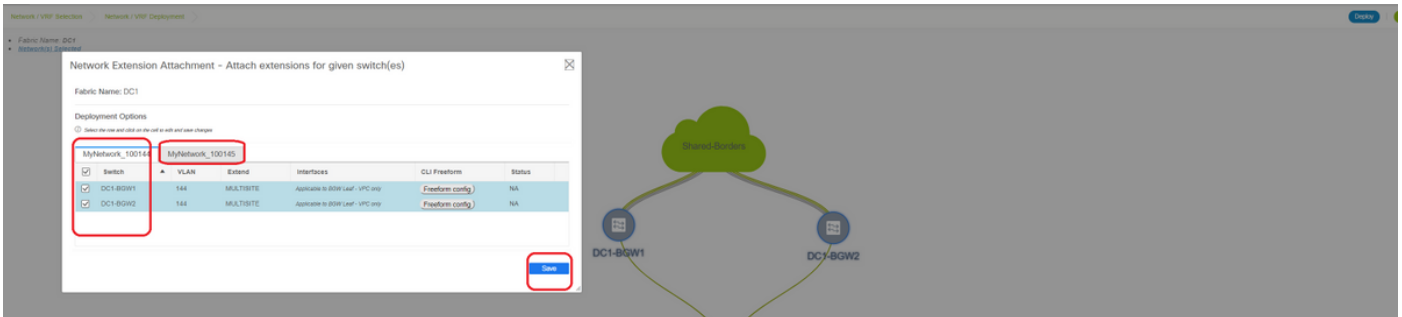 Network / VRF Selection Network / VRF Deployment Deploy
Fabric Name: DC1
Network(s) Selected
Network Extension Attachment - Attach extensions for given switch(es)
Fabric Name: DC1
Deployment Options
Select the row and click on the cell to edit and save changes
MyNetwork_100144 MyNetwork_100145
Switch VLAN Extend Interfaces CLI Freeform Status
DC1-BGW1 144 MULTISITE Applicable to BGW Leaf - VPC only Freeform config NA
DC1-BGW2 144 MULTISITE Applicable to BGW Leaf - VPC only Freeform config NA
Save
Shared-Borders
DC1-BGW1
DC1-BGW2